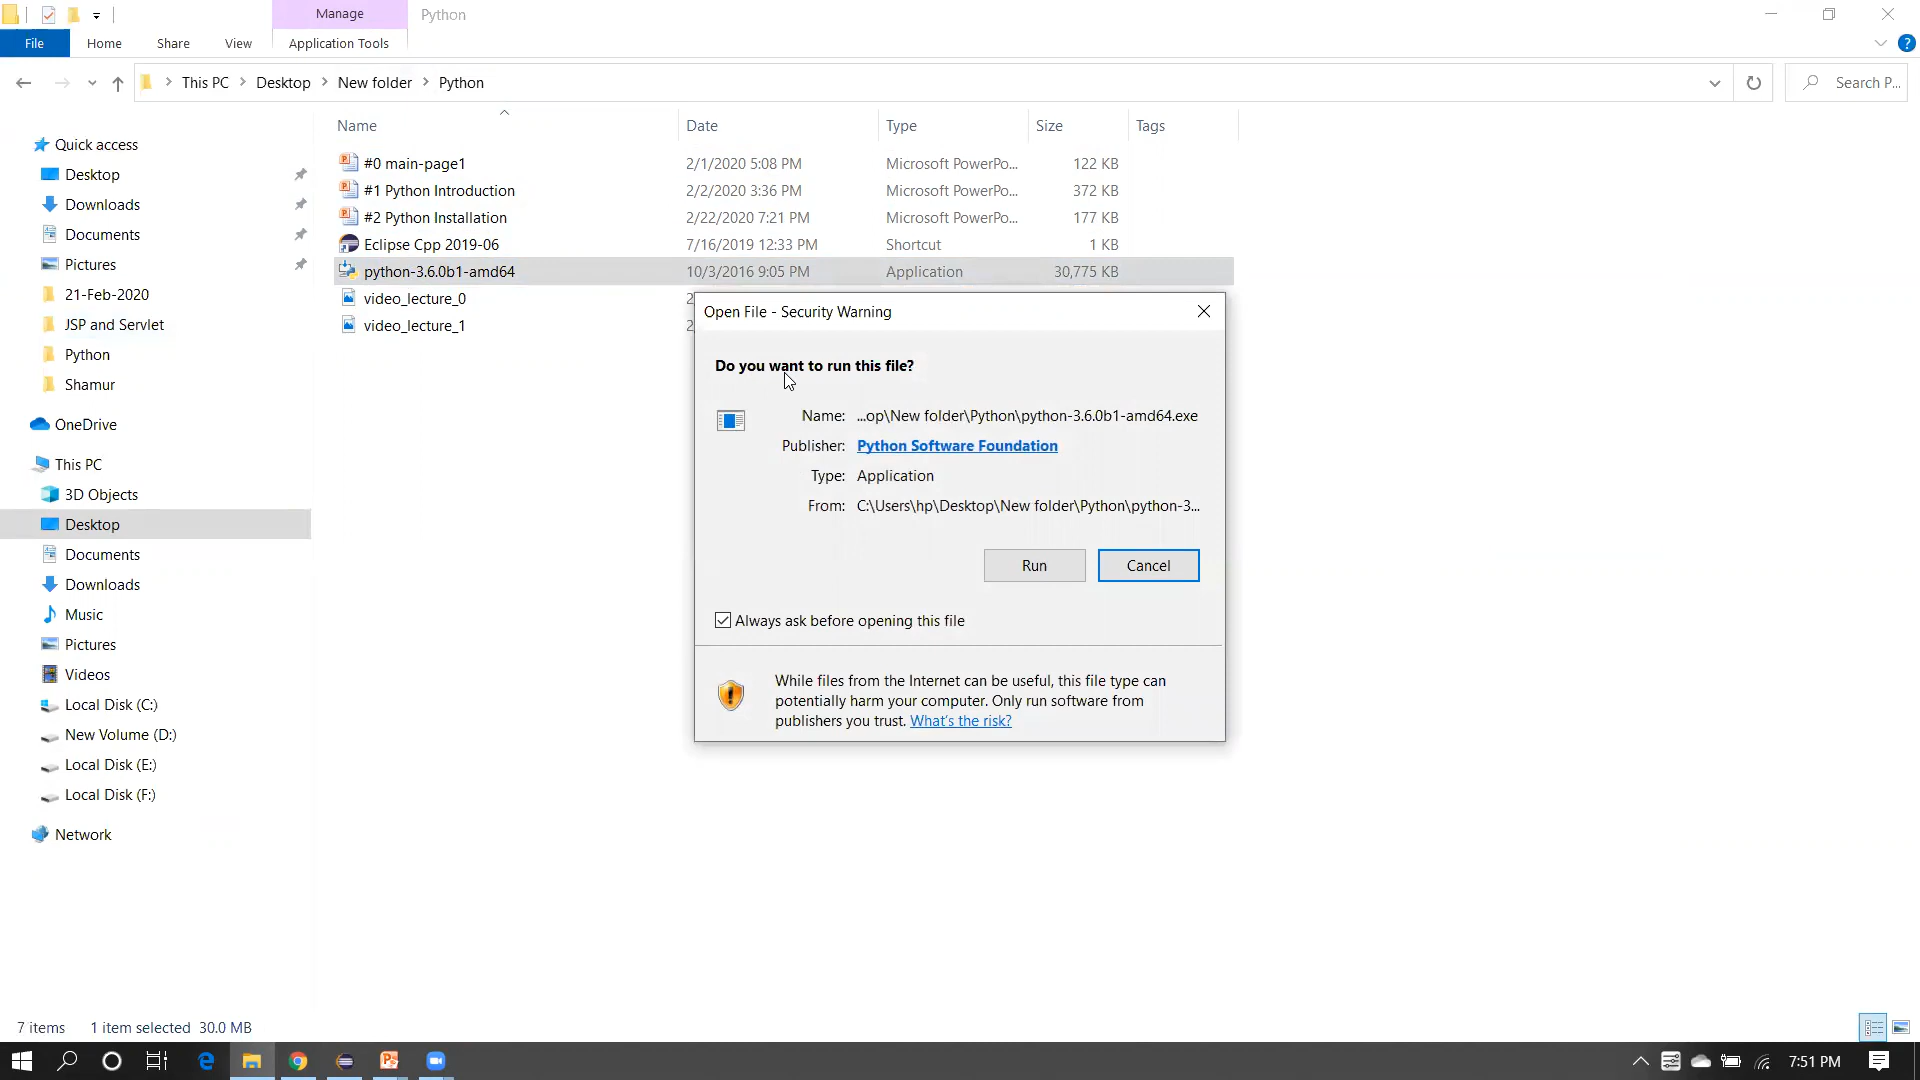 Manage
Python
File
Home
Share
View
Application Tools
This PC
Desktop
New folder
Python
Search P...
Name
Date
Type
Size
Tags
Quick access
Desktop
Downloads
Documents
Pictures
21-Feb-2020
JSP and Servlet
Python
Shamur
OneDrive
This PC
3D Objects
Desktop
Documents
Downloads
Music
Pictures
Videos
Local Disk (C:)
New Volume (D:)
Local Disk (E:)
Local Disk (F:)
Network
#0 main-page1 2/1/2020 5:08 PM Microsoft PowerPo... 122 KB
#1 Python Introduction 2/2/2020 3:36 PM Microsoft PowerPo... 372 KB
#2 Python Installation 2/22/2020 7:21 PM Microsoft PowerPo... 177 KB
Eclipse Cpp 2019-06 7/16/2019 12:33 PM Shortcut 1 KB
python-3.6.0b1-amd64 10/3/2016 9:05 PM Application 30,775 KB
video_lecture_0 2
video_lecture_1 2
Open File - Security Warning
Do you want to run this file?
Name: ...op\New folder\Python\python-3.6.0b1-amd64.exe
Publisher: Python Software Foundation
Type: Application
From: C:\Users\hp\Desktop\New folder\Python\python-3...
Run
Cancel
Always ask before opening this file
While files from the Internet can be useful, this file type can
potentially harm your computer. Only run software from
publishers you trust. What's the risk?
7 items
1 item selected 30.0 MB
7:51 PM